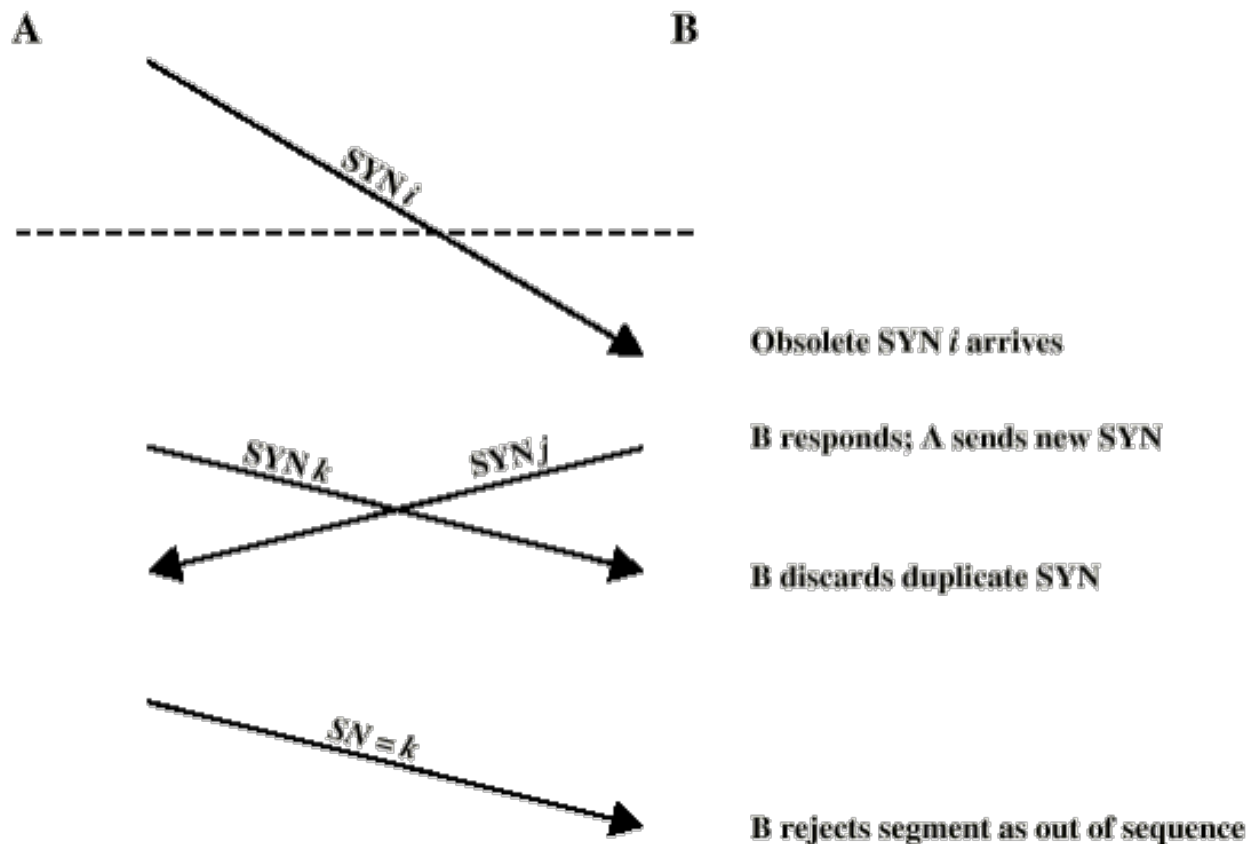 A
B
SYN i
Obsolete SYN i arrives
B responds; A sends new SYN
SYN k
SYN j
B discards duplicate SYN
SN = k
B rejects segment as out of sequence